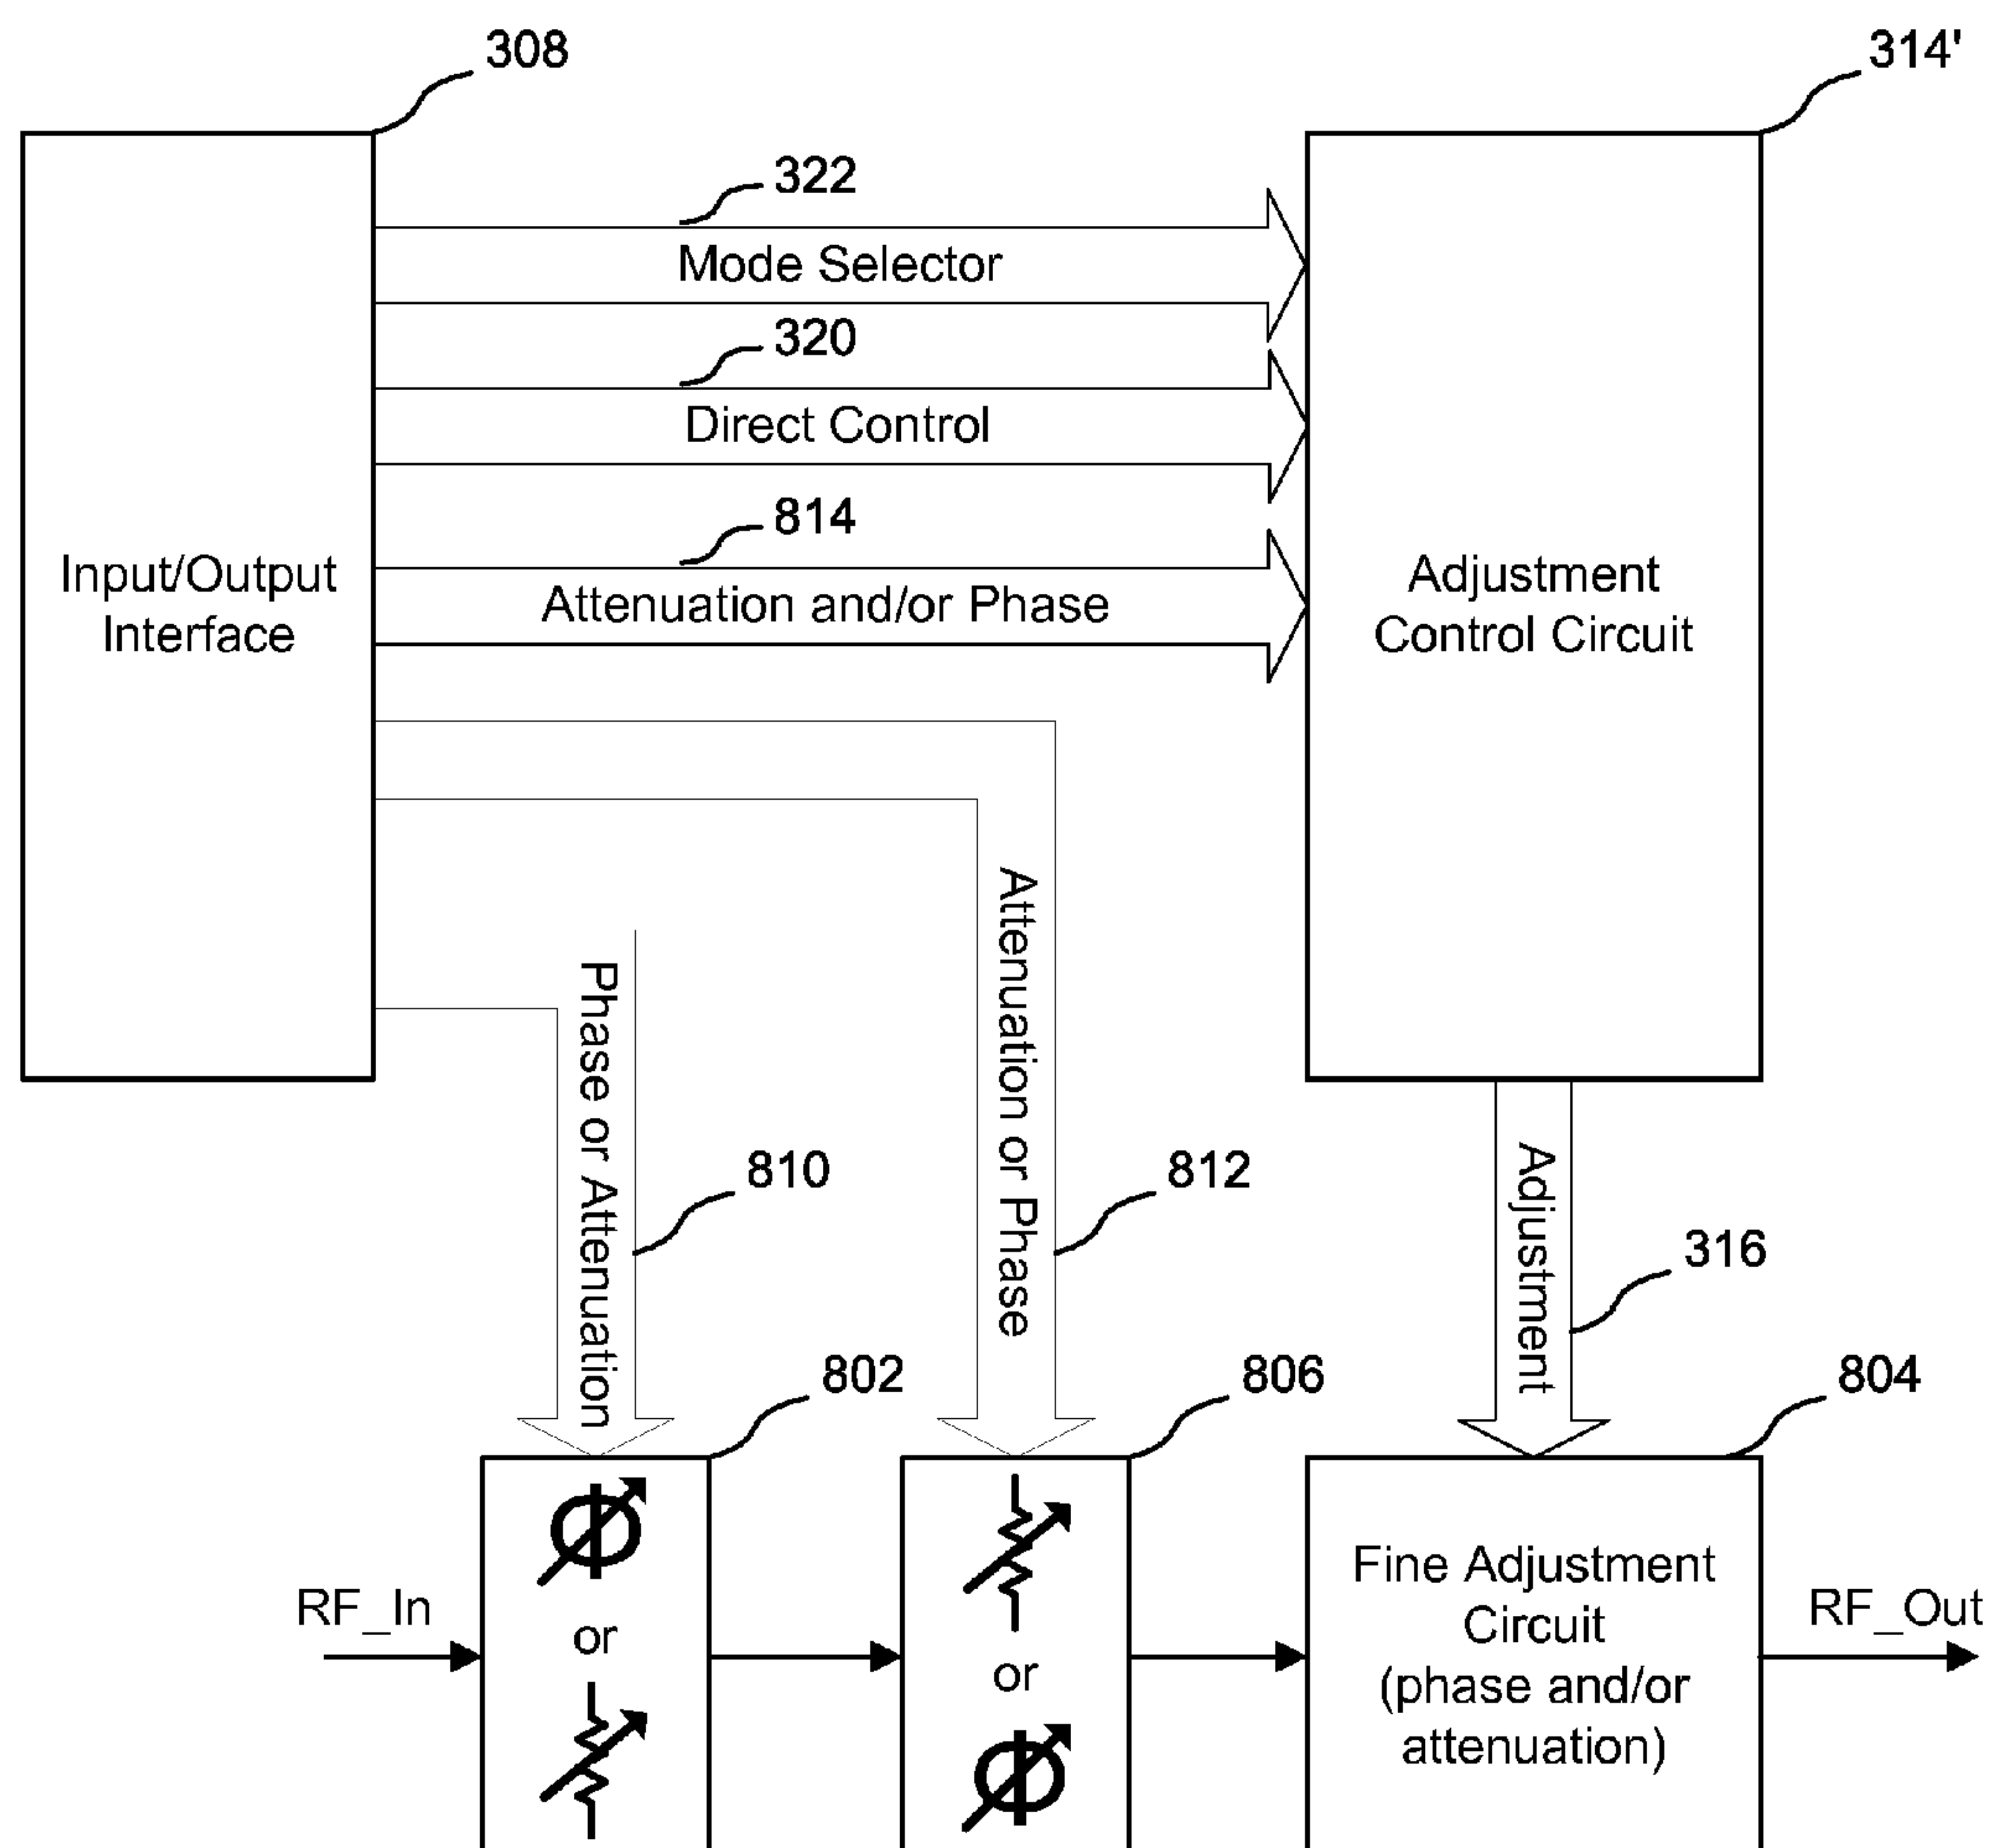 308
314'
322
Mode Selector
320
Direct Control
814
Attenuation and/or Phase
Input/Output
Interface
Adjustment
Control Circuit
Phase or Attenuation
810
Attenuation or Phase
812
Adjustment
316
802
806
804
RF_In
or
or
Fine Adjustment
Circuit
(phase and/or
attenuation)
RF_Out